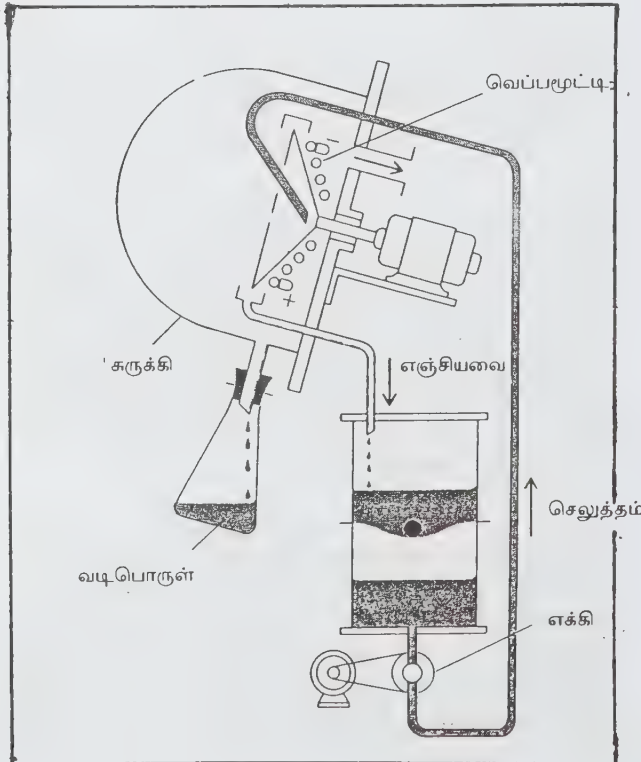 வெப்பமூட்டி
சுருக்கி
எஞ்சியவை
செலுத்தம்
வடிபொருள்
எக்கி